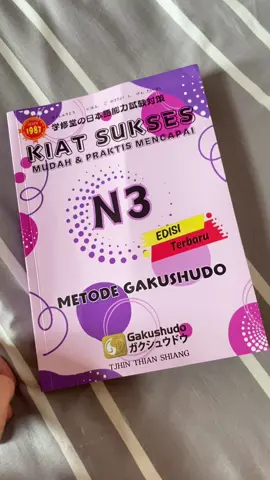 学修堂の日本語能力試験対策
1987
KIAT SUKSES
MUDAH & PRAKTIS MENCAPAI
N3
EDISI
Terbaru
METODE GAKUSHUDO
Gakushudo
ガクシュウドウ
TJHIN THIAN SHIANG